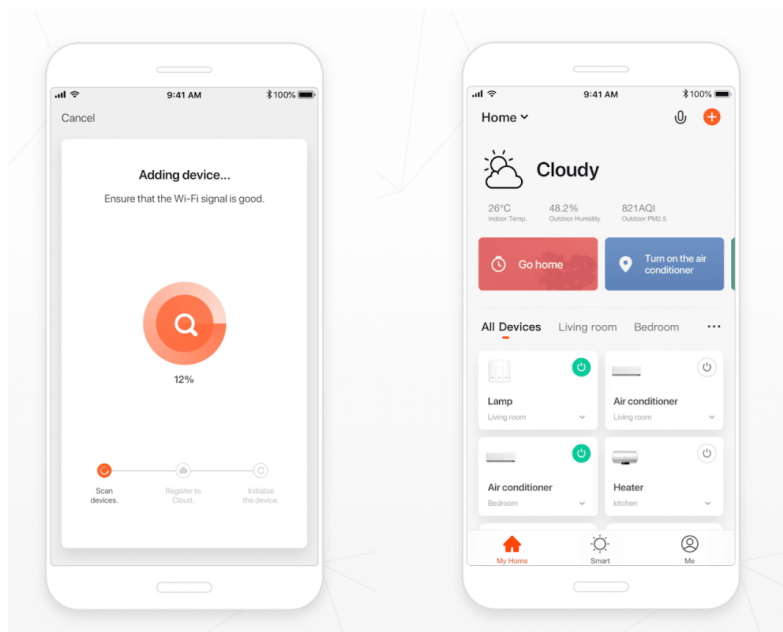 9:41 AM
100%
Cancel
Adding device...
Ensure that the Wi-Fi signal is good.
12%
Scan
devices.
Register to
Cloud.
Initialize
the device.
9:41 AM
100%
Home
Cloudy
26°C
Indoor Temp.
48.2%
Outdoor Humidity
821AQI
Outdoor PM2.5
Go home
Turn on the air
conditioner
All Devices
Living room
Bedroom
...
Lamp
Living room
Air conditioner
Living room
Air conditioner
Bedroom
Heater
kitchen
My Home
Smart
Me